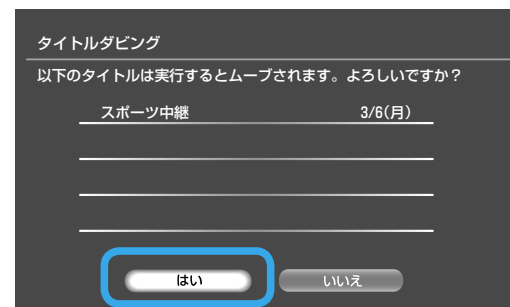 タイトルダビング
以下のタイトルは実行するとムーブされます。よろしいですか？
スポーツ中継 3/6(月)
はい いいえ